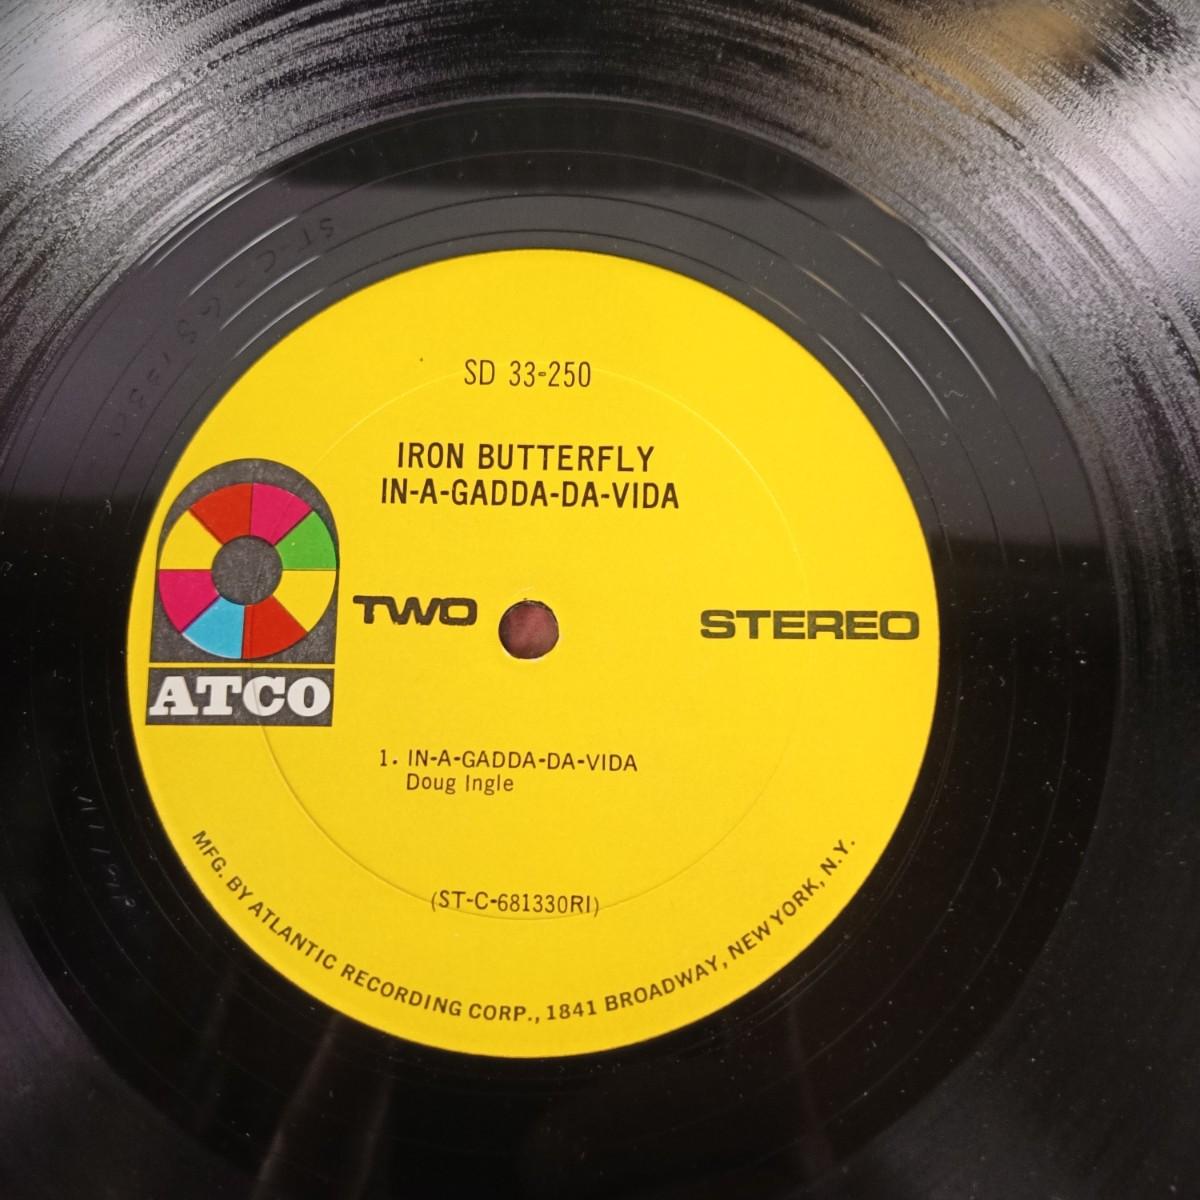 SD 33-250
IRON BUTTERFLY
IN-A-GADDA-DA-VIDA
TWO
STEREO
ATCO
1. IN-A-GADDA-DA-VIDA
Doug Ingle
(ST-C-681330RI)
MFG. BY ATLANTIC RECORDING CORP., 1841 BROADWAY, NEW YORK, N.Y.